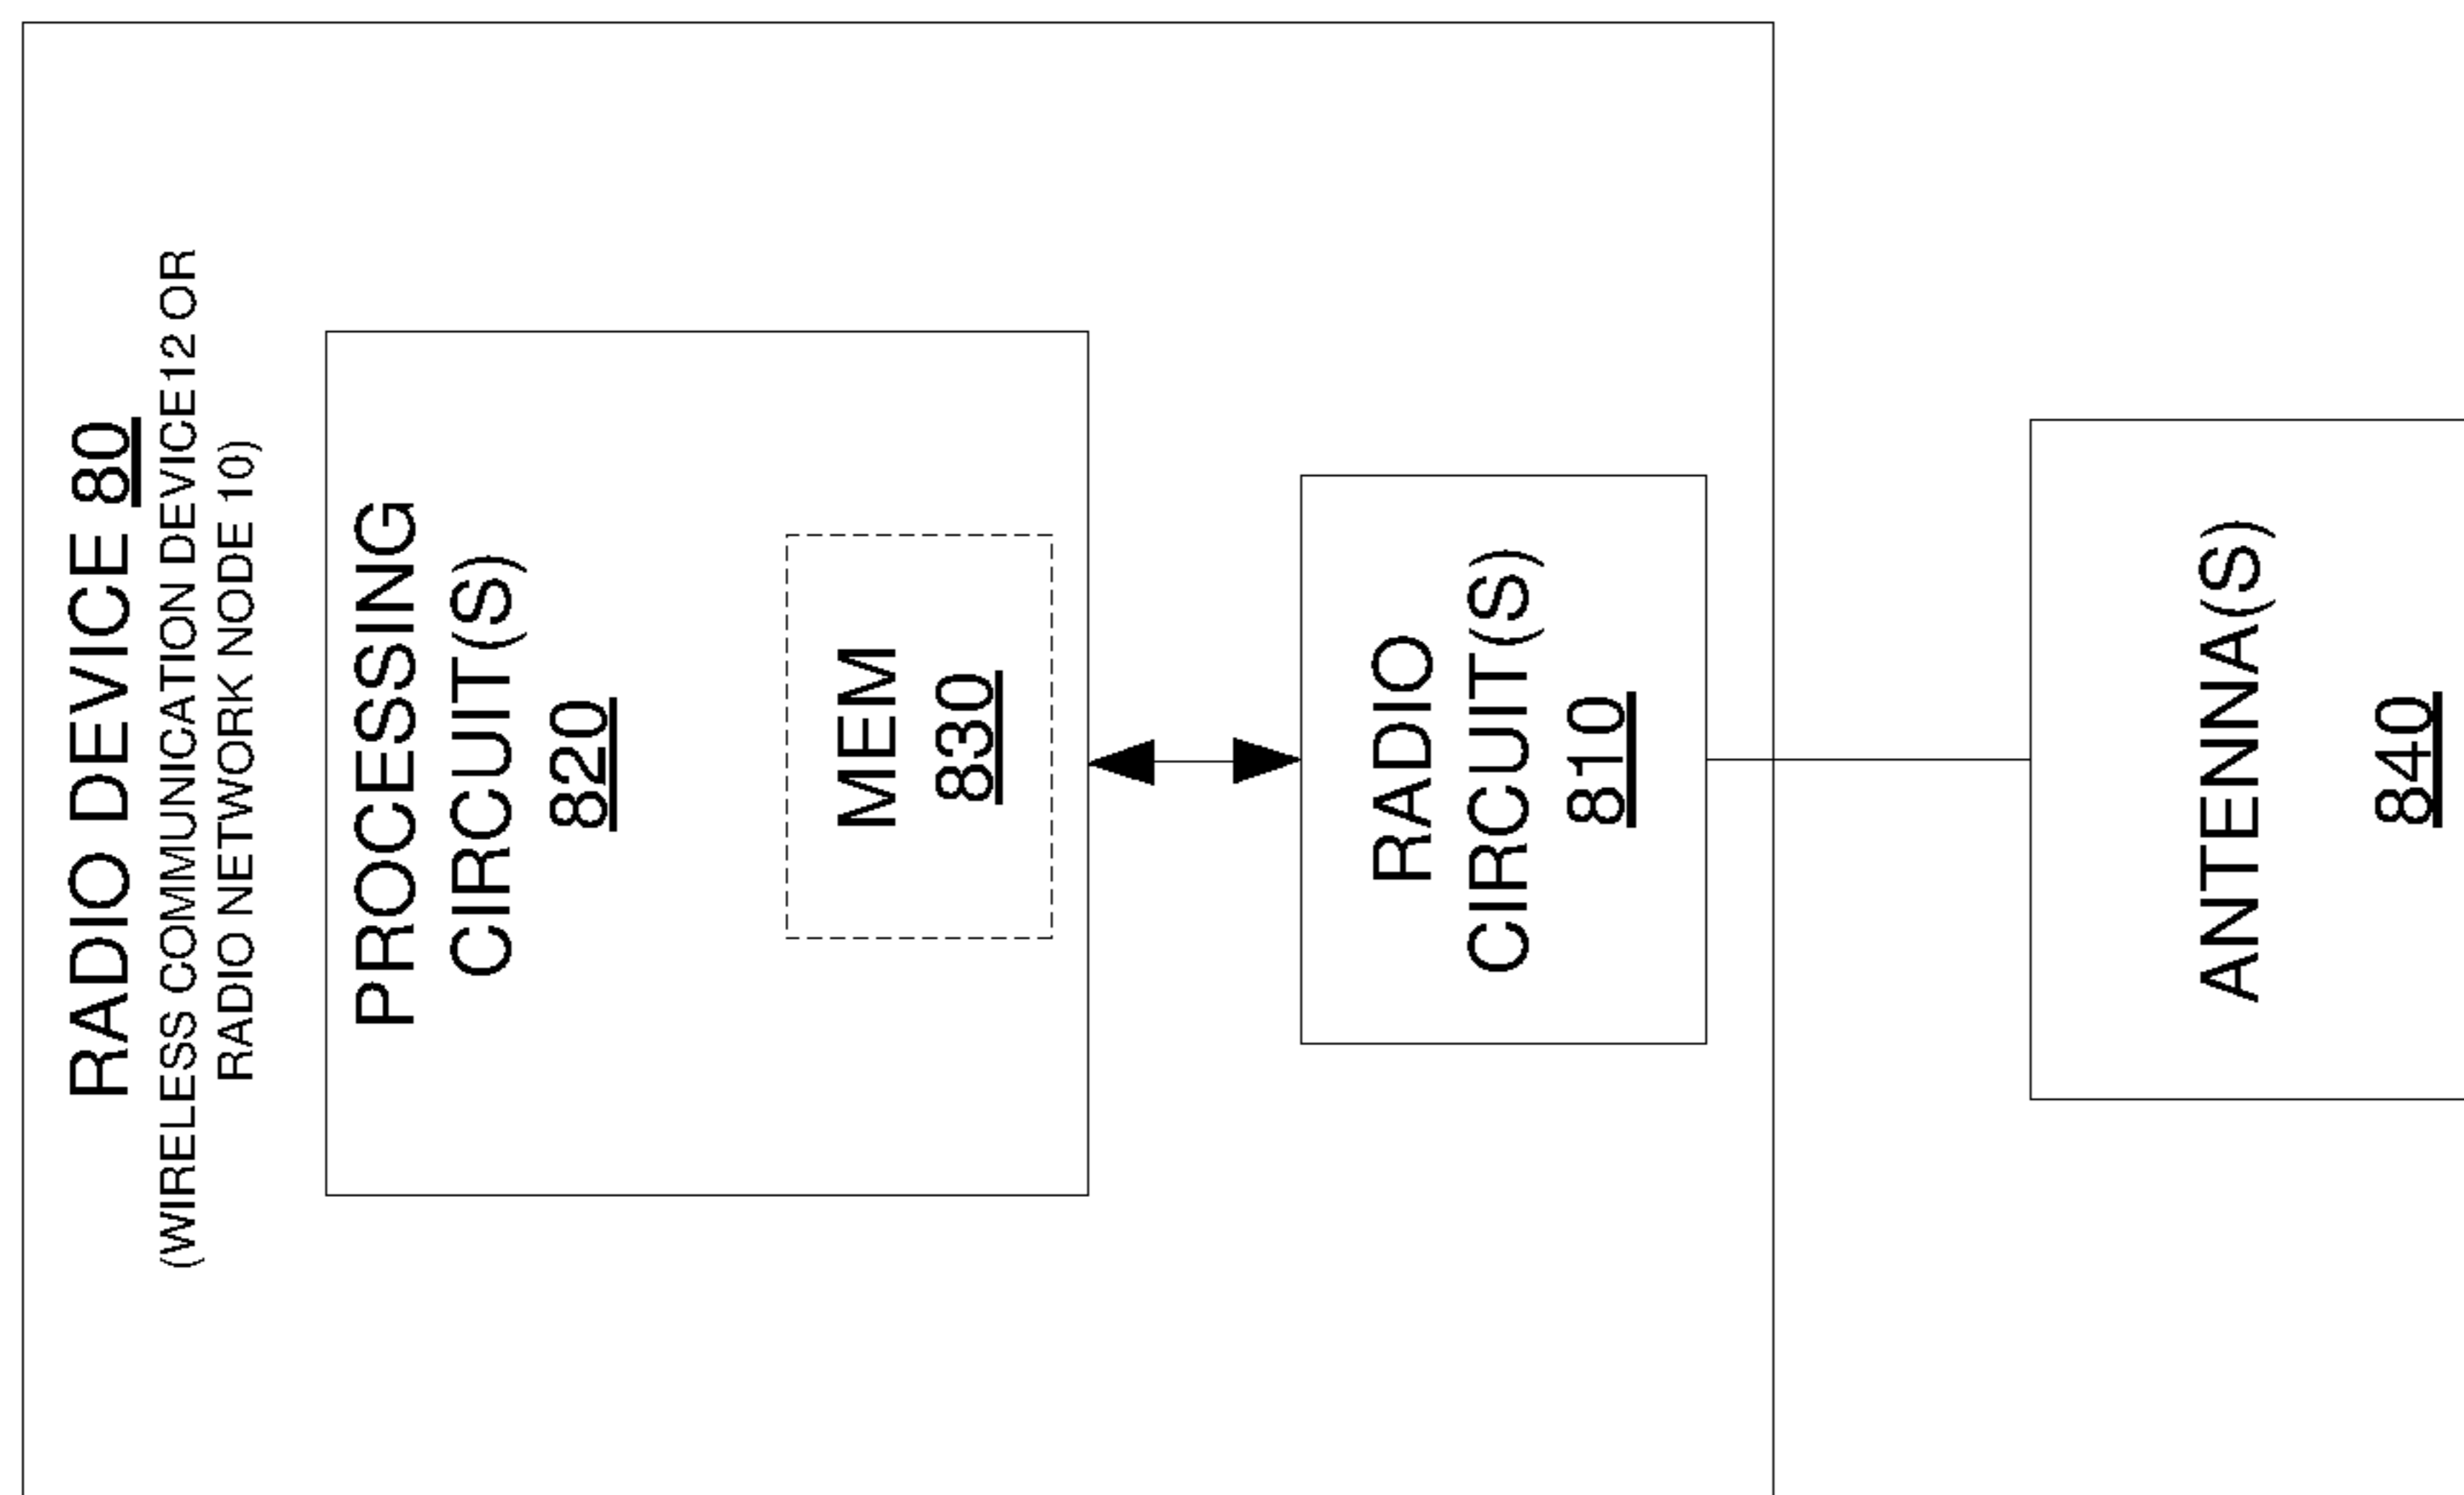 RADIO DEVICE 80
(WIRELESS COMMUNICATION DEVICE12 OR
RADIO NETWORK NODE 10)
PROCESSING
CIRCUIT(S)
820
MEM
830
RADIO
CIRCUIT(S)
810
ANTENNA(S)
840